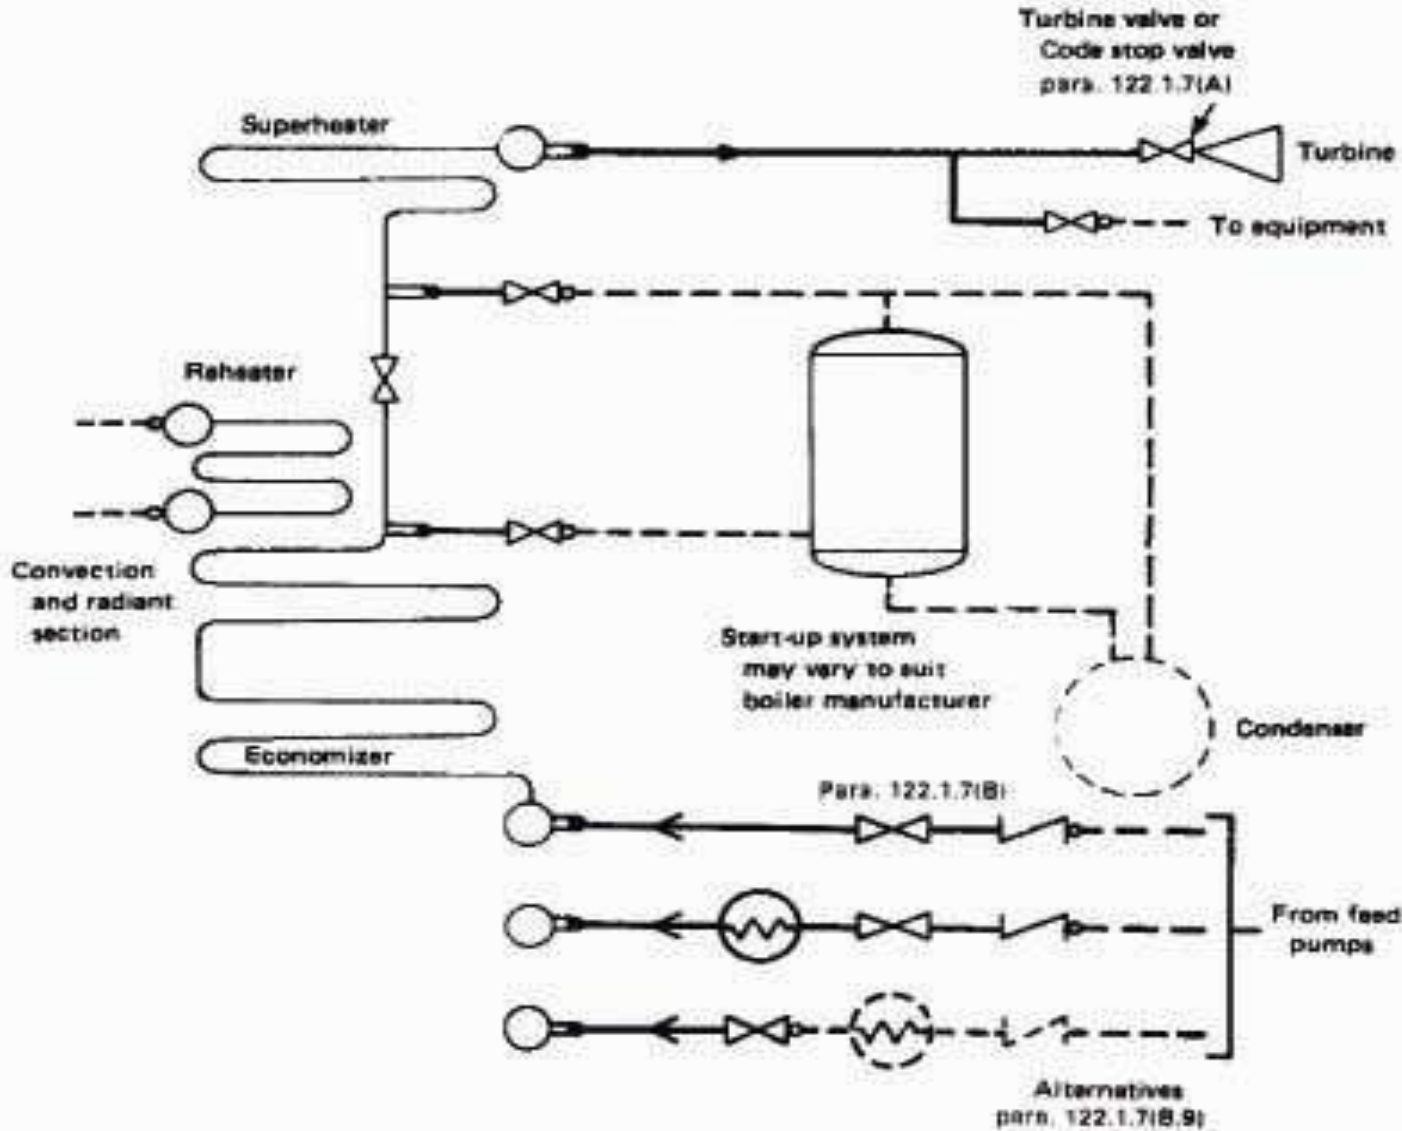 Turbine valve or
Code stop valve
para. 122.1.7(A)
Superheater
Turbine
To equipment
Reheater
Convection
and radiant
section
Start-up system
may vary to suit
boiler manufacturer
Condenser
Economizer
Para. 122.1.7(B)
From feed
pumps
Alternatives
para. 122.1.7(B.9)